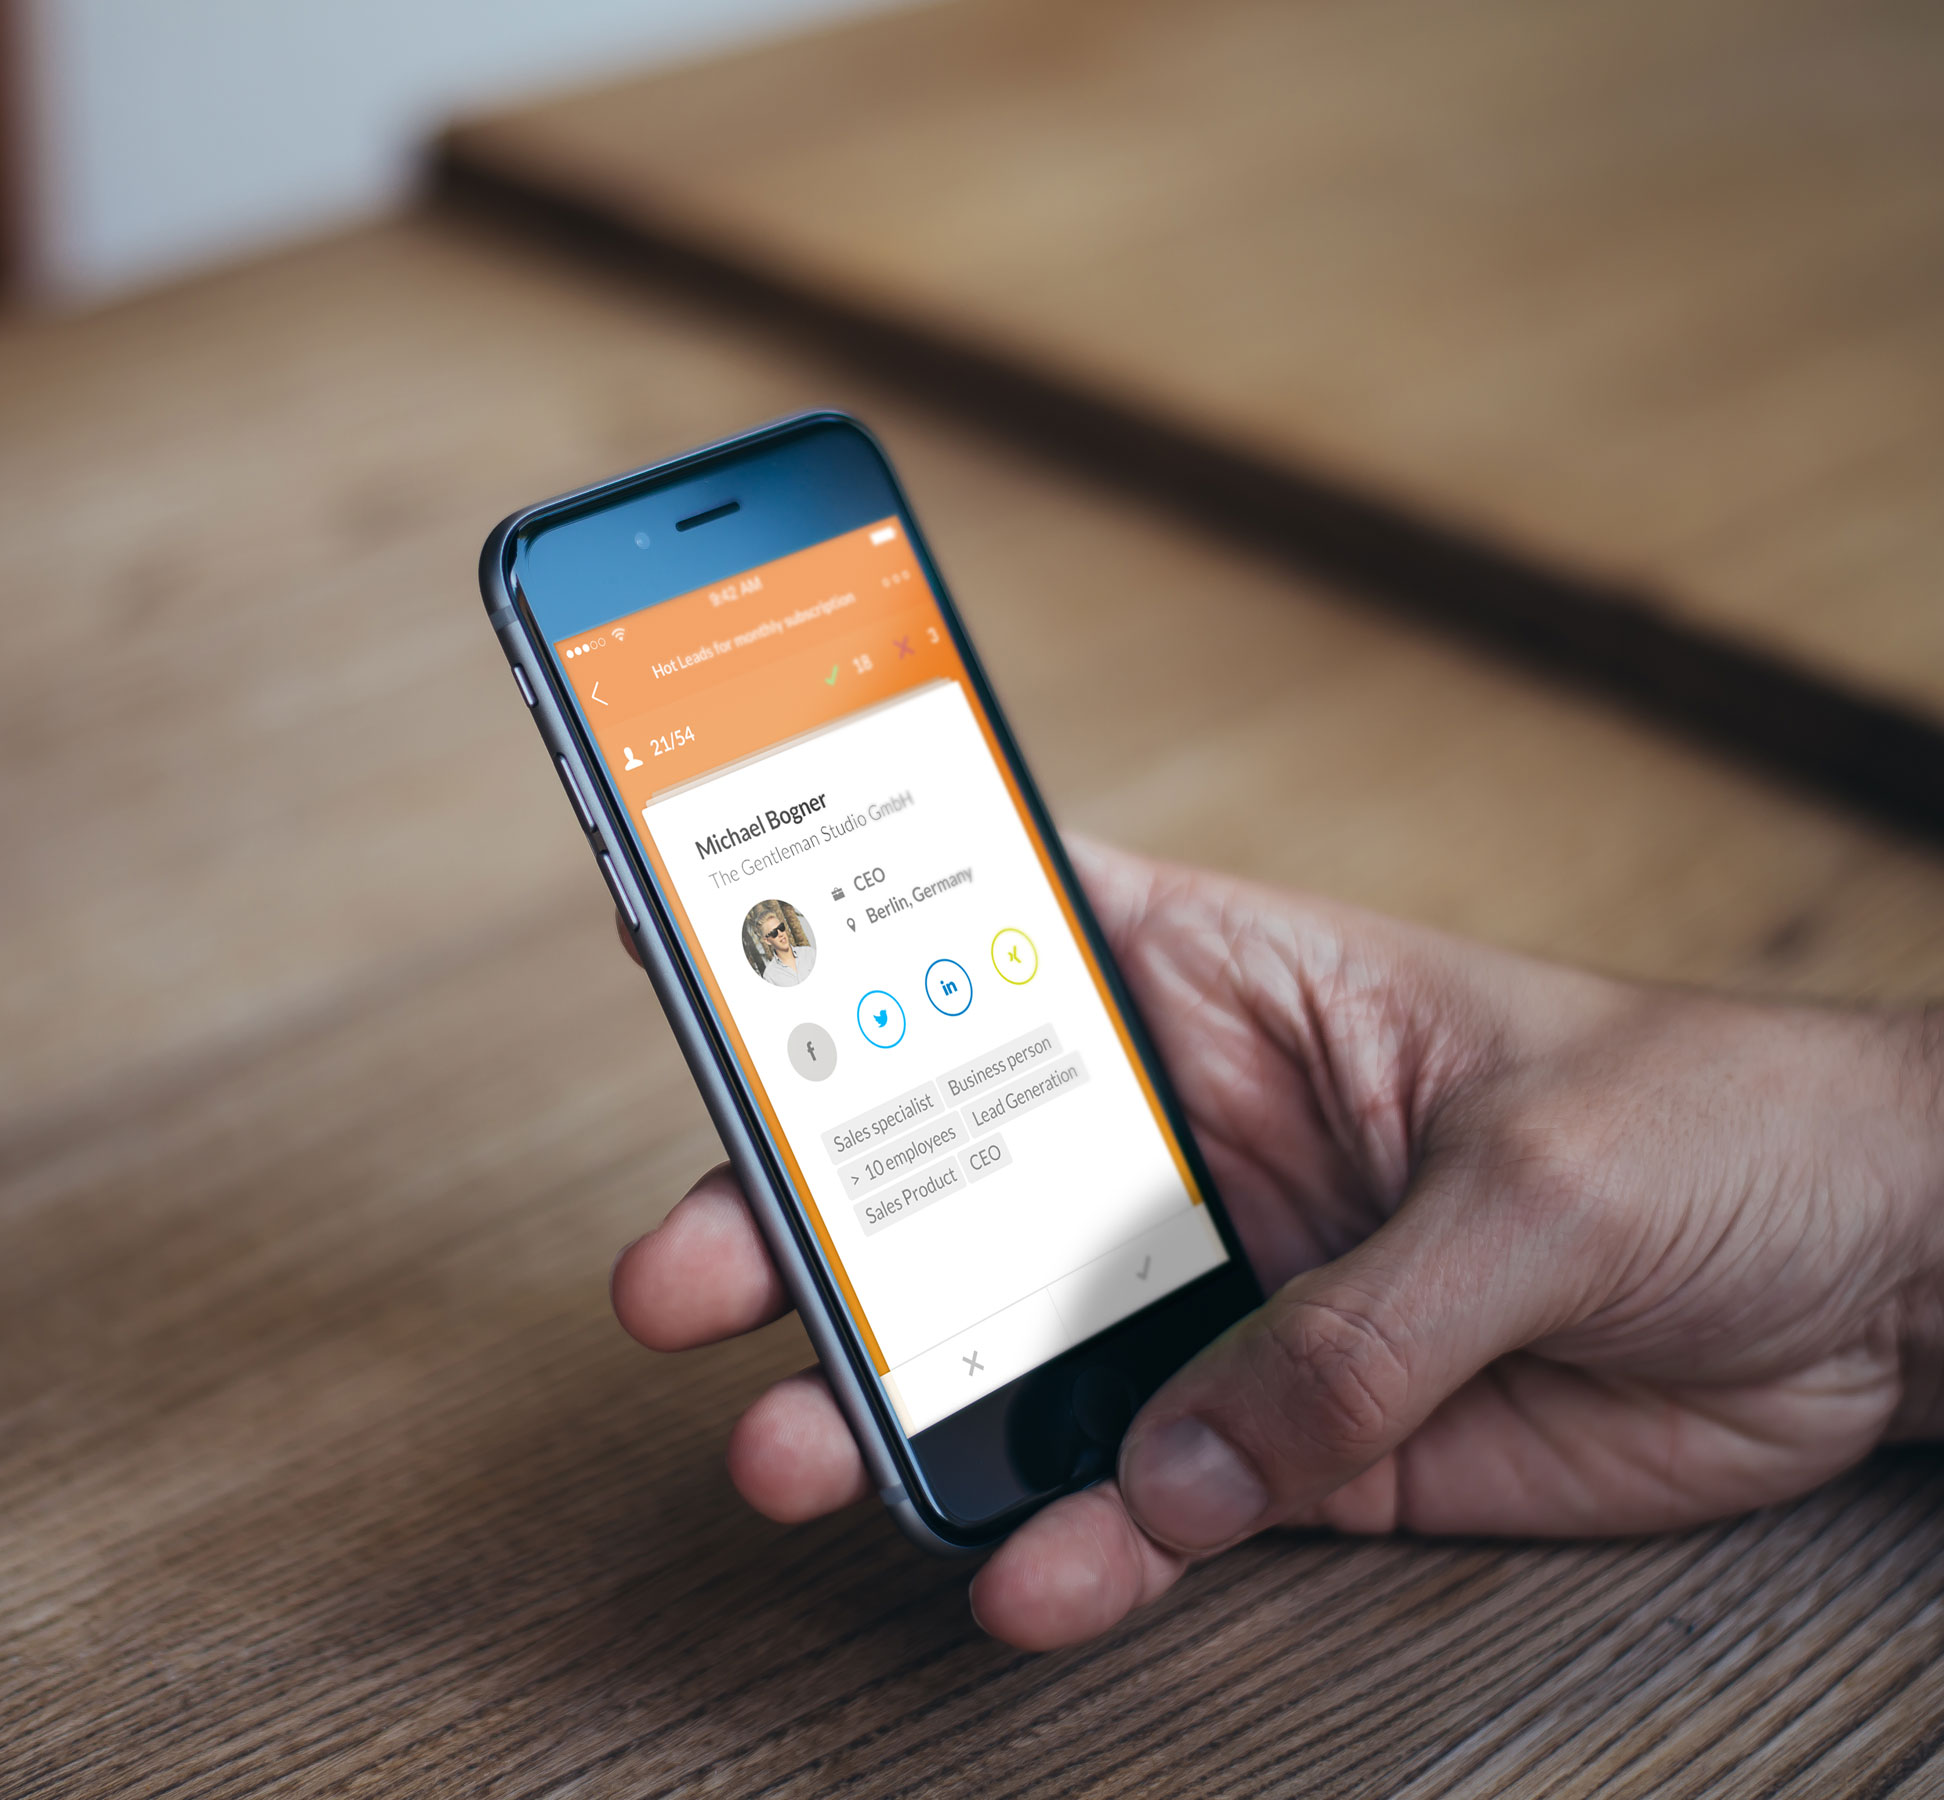 9:42 AM
Hot Leads for monthly subscription
21/54
18
3
Michael Bogner
The Gentleman Studio GmbH
CEO
Berlin, Germany
f
in
Sales specialist
Business person
> 10 employees
Lead Generation
Sales Product
CEO